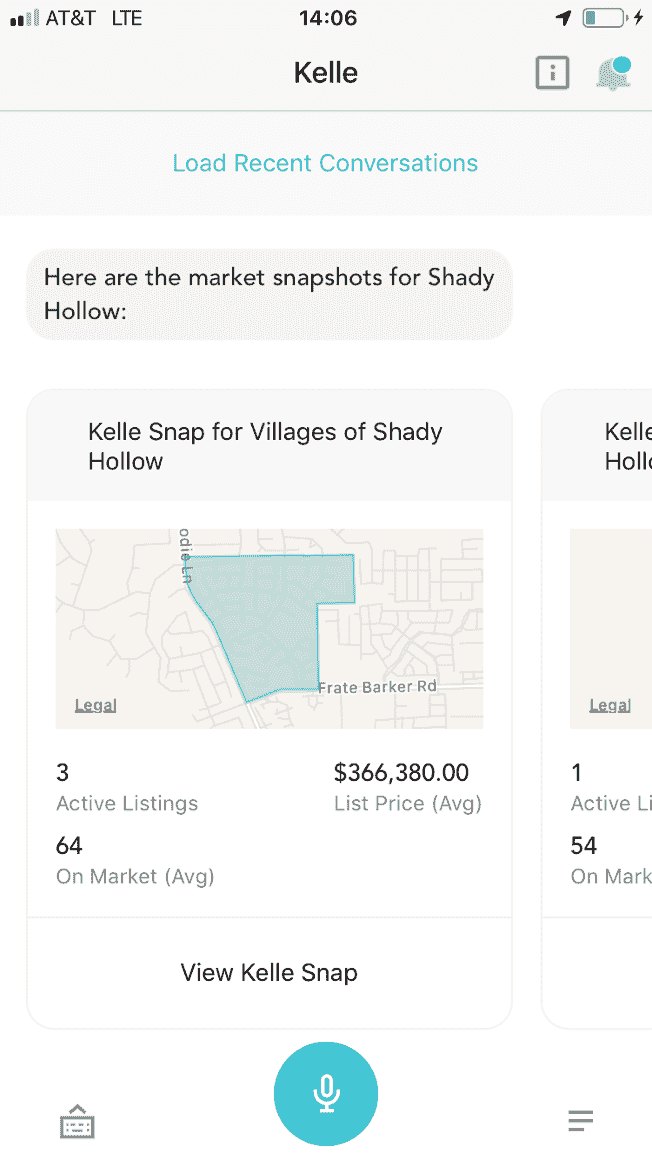 AT&T LTE 14:06
Kelle
Load Recent Conversations
Here are the market snapshots for Shady
Hollow:
Kelle Snap for Villages of Shady
Hollow
odie Ln
Frate Barker Rd
Legal
3
Active Listings
$366,380.00
List Price (Avg)
64
On Market (Avg)
View Kelle Snap
Kelle
Hollo
Legal
1
Active Li
54
On Mark